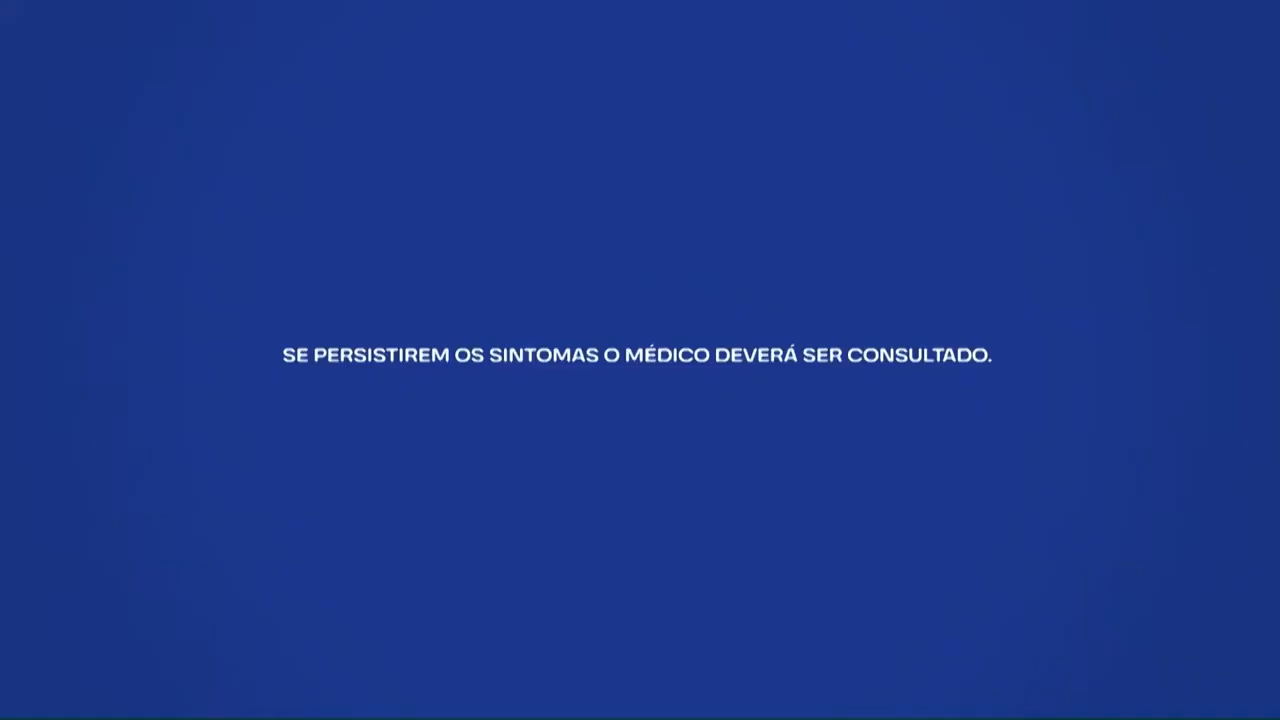 SE PERSISTIREM OS SINTOMAS O MÉDICO DEVERÁ SER CONSULTADO.